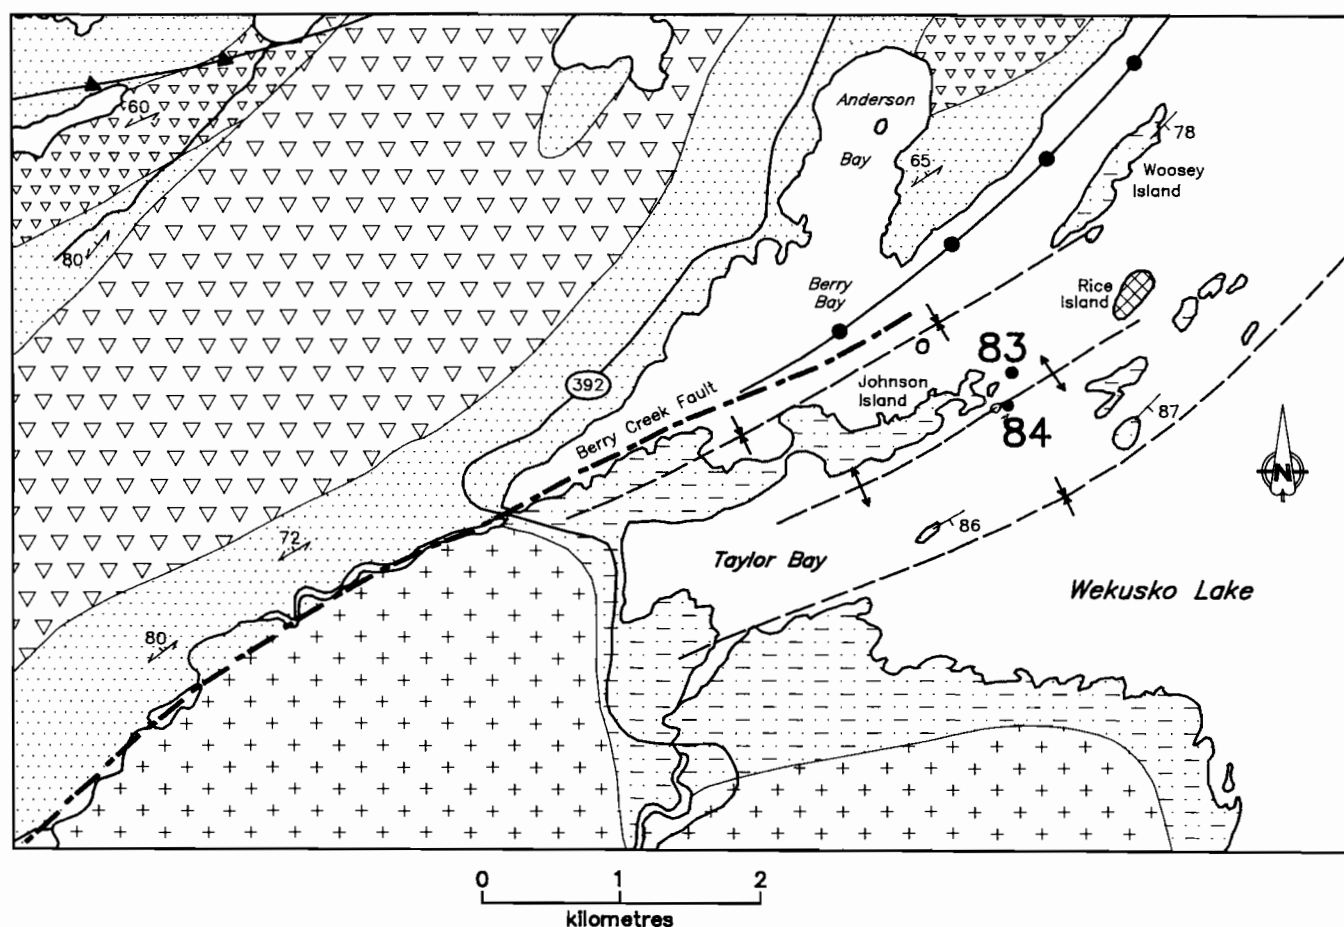 60
80
Anderson
Bay
65
78
Woosey
Island
Berry
Bay
Rice
Island
83
392
Johnson
Island
Berry Creek Fault
84
87
N
86
72
Taylor Bay
Wekusko Lake
80
0 1 2
kilometres